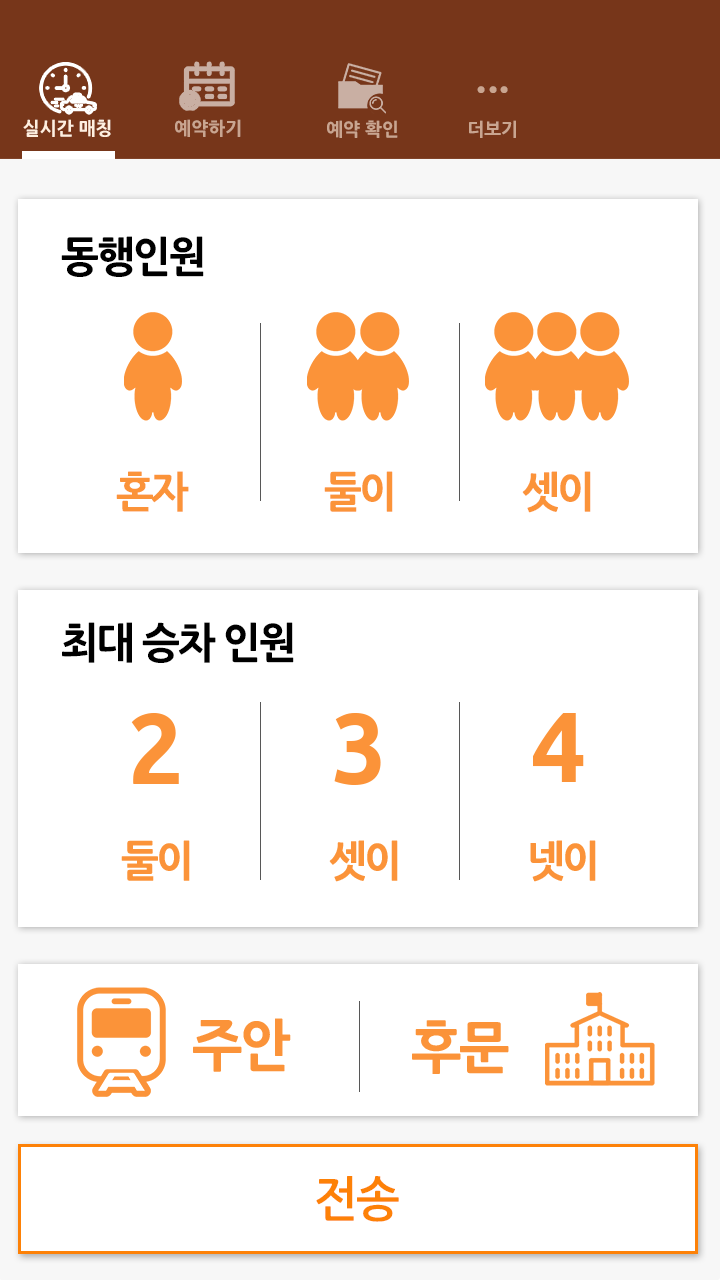 실시간 매칭 예약하기 예약 확인 더보기
동행인원
혼자 둘이 셋이
최대 승차 인원
2 3 4
둘이 셋이 넷이
주안 후문
전송